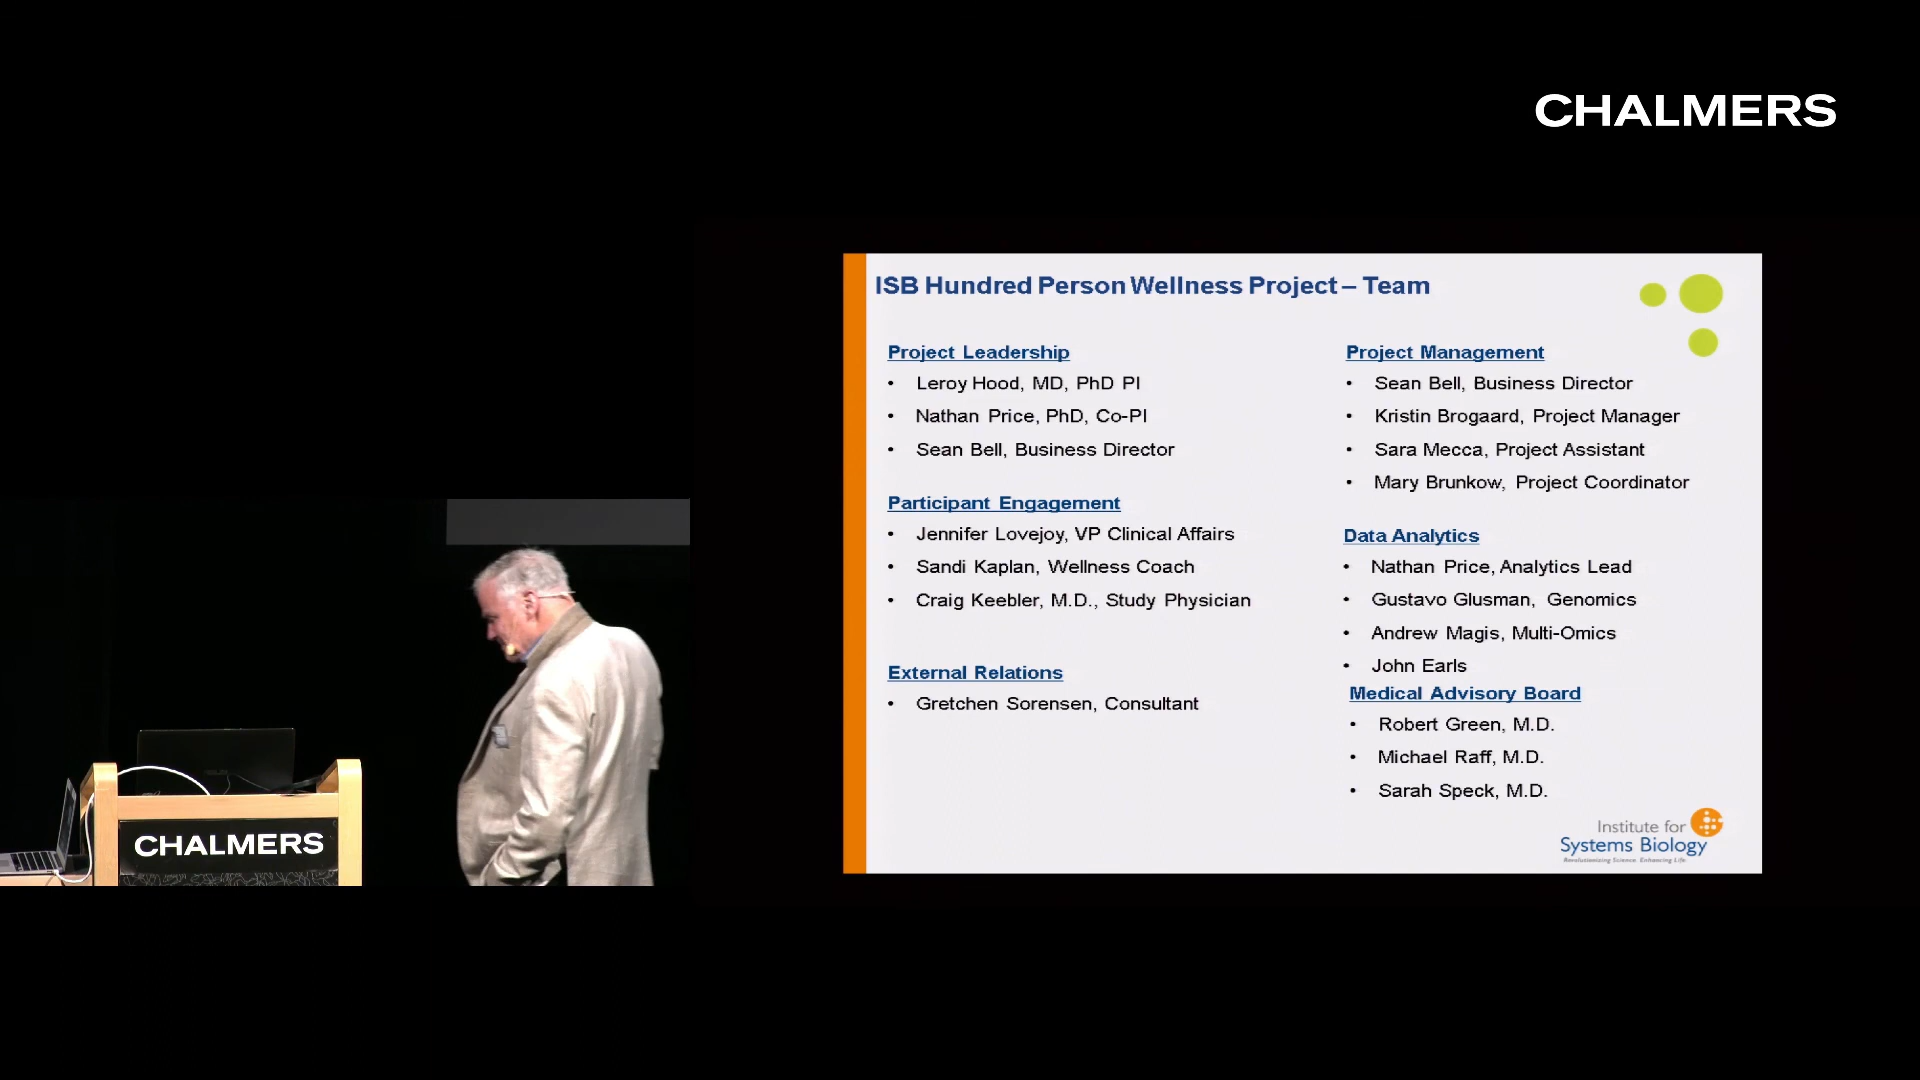 CHALMERS
ISB Hundred Person Wellness Project – Team
Project Leadership
• Leroy Hood, MD, PhD PI
• Nathan Price, PhD, Co-PI
• Sean Bell, Business Director
Participant Engagement
• Jennifer Lovejoy, VP Clinical Affairs
• Sandi Kaplan, Wellness Coach
• Craig Keebler, M.D., Study Physician
External Relations
• Gretchen Sorensen, Consultant
Project Management
• Sean Bell, Business Director
• Kristin Brogaard, Project Manager
• Sara Mecca, Project Assistant
• Mary Brunkow, Project Coordinator
Data Analytics
• Nathan Price, Analytics Lead
• Gustavo Glusman, Genomics
• Andrew Magis, Multi-Omics
• John Earls
Medical Advisory Board
• Robert Green, M.D.
• Michael Raff, M.D.
• Sarah Speck, M.D.
Institute for
Systems Biology
Revolutionizing Science. Enhancing Life.
CHALMERS